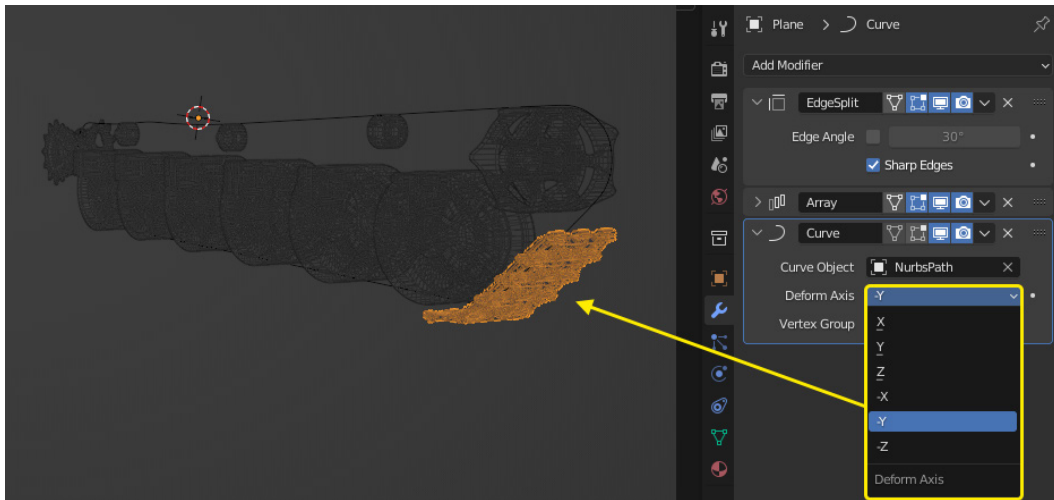 Plane > Curve
Add Modifier
EdgeSplit
Edge Angle 30°
Sharp Edges
Array
Curve
Curve Object NurbsPath
Deform Axis -Y
Vertex Group
X
Y
Z
-X
-Y
-Z
Deform Axis